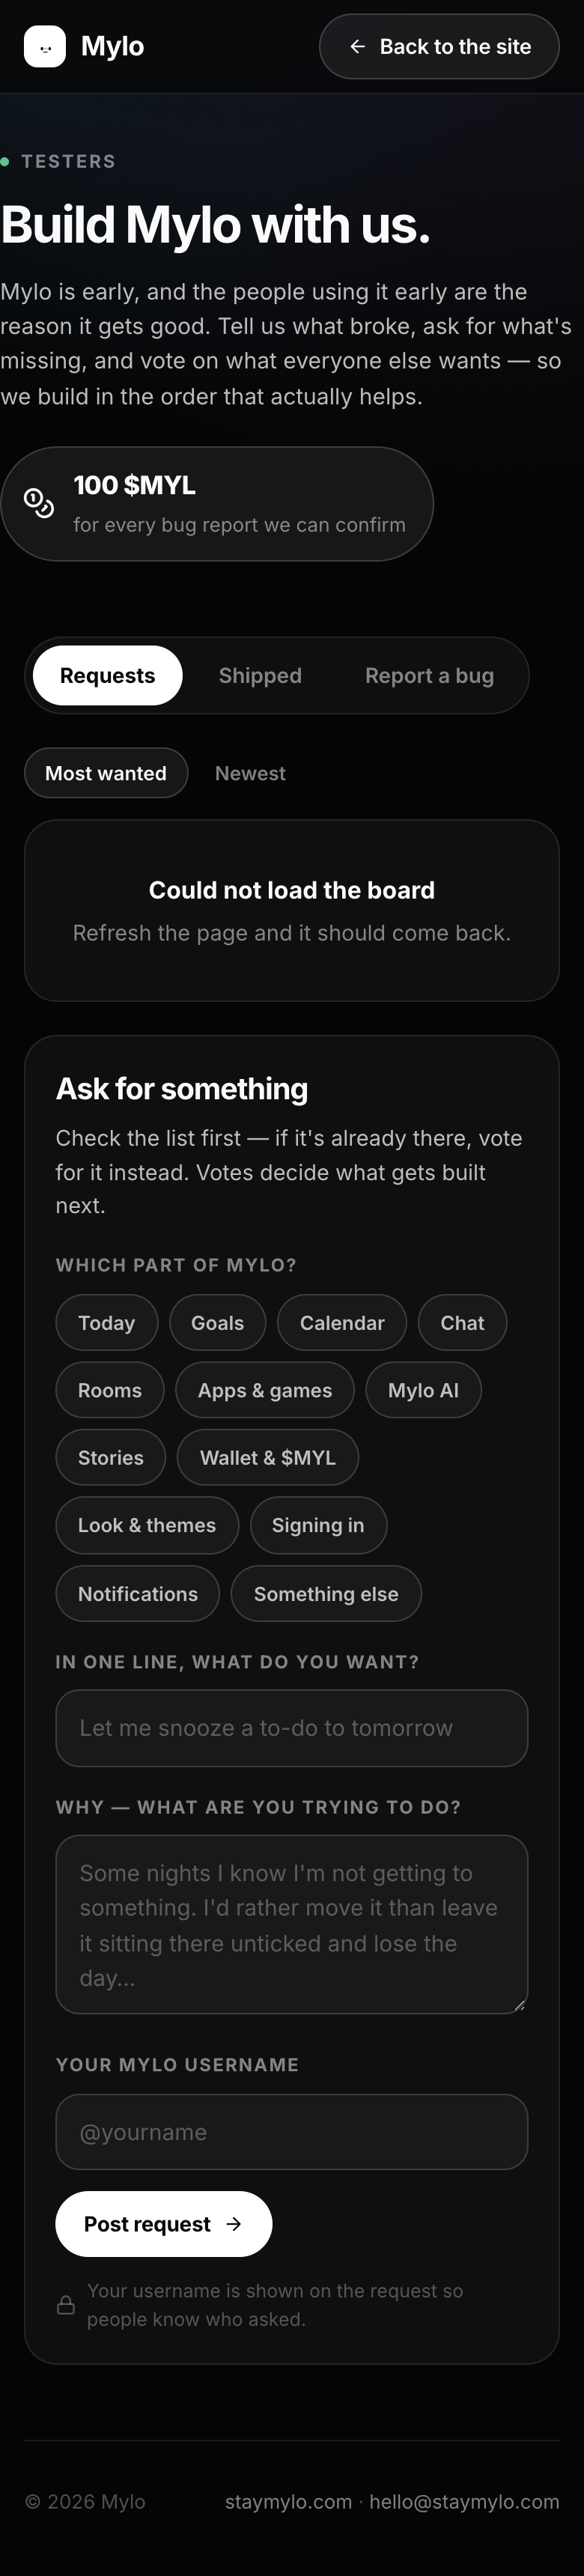 Mylo
Back to the site
TESTERS
Build Mylo with us.
Mylo is early, and the people using it early are the
reason it gets good. Tell us what broke, ask for what's
missing, and vote on what everyone else wants — so
we build in the order that actually helps.
100 $MYL
for every bug report we can confirm
Requests
Shipped
Report a bug
Most wanted
Newest
Could not load the board
Refresh the page and it should come back.
Ask for something
Check the list first — if it's already there, vote
for it instead. Votes decide what gets built
next.
WHICH PART OF MYLO?
Today
Goals
Calendar
Chat
Rooms
Apps & games
Mylo AI
Stories
Wallet & $MYL
Look & themes
Signing in
Notifications
Something else
IN ONE LINE, WHAT DO YOU WANT?
Let me snooze a to-do to tomorrow
WHY — WHAT ARE YOU TRYING TO DO?
Some nights I know I'm not getting to
something. I'd rather move it than leave
it sitting there unticked and lose the
day...
YOUR MYLO USERNAME
@yourname
Post request
Your username is shown on the request so
people know who asked.
© 2026 Mylo
staymylo.com · hello@staymylo.com